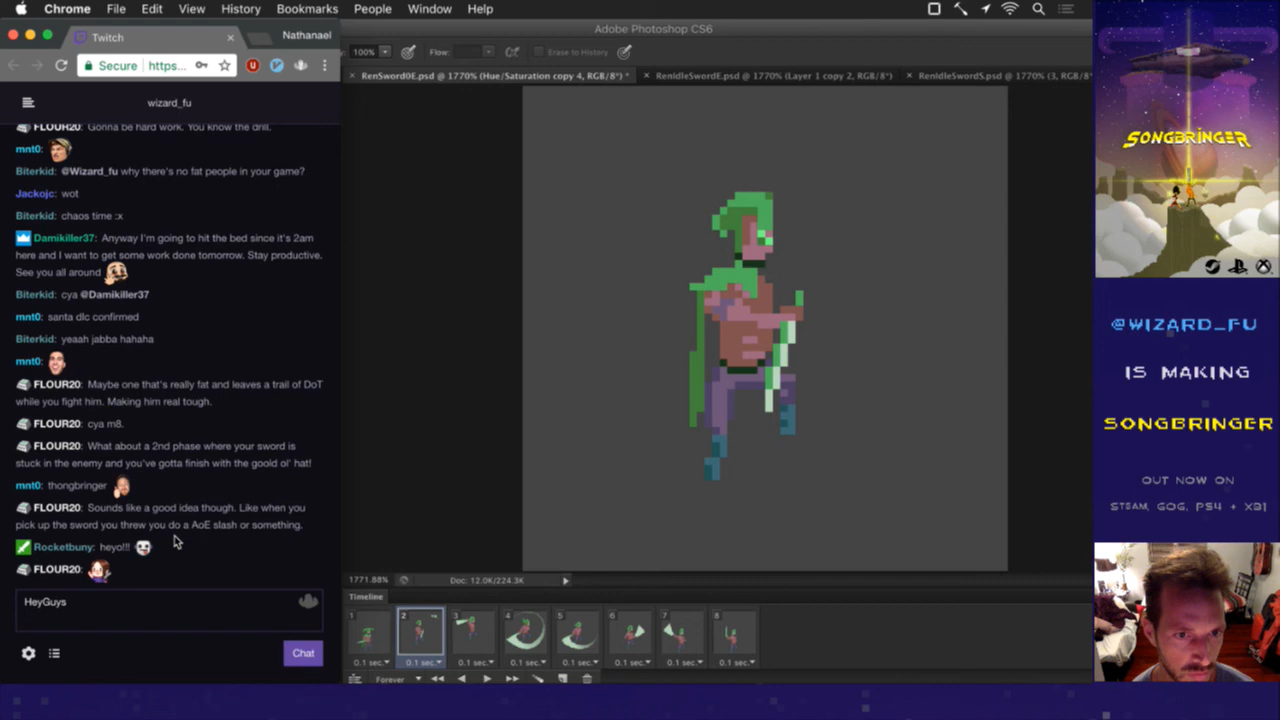 Chrome File Edit View History Bookmarks People Window Help
Twitch
Nathanael
Secure https...
wizard_fu
FLOUR20: Gonna be hard work. You know the drill.
mnt0:
Biterkid: @Wizard_fu why there's no fat people in your game?
Jackojc: wot
Biterkid: chaos time :x
Damikiller37: Anyway I'm going to hit the bed since it's 2am
here and I want to get some work done tomorrow. Stay productive.
See you all around
Biterkid: cya @Damikiller37
mnt0: santa dlc confirmed
Biterkid: yeaah jabba hahaha
mnt0:
FLOUR20: Maybe one that's really fat and leaves a trail of DoT
while you fight him. Making him real tough.
FLOUR20: cya m8.
FLOUR20: What about a 2nd phase where your sword is
stuck in the enemy and you've gotta finish with the goold ol' hat!
mnt0: thongbringer
FLOUR20: Sounds like a good idea though. Like when you
pick up the sword you threw you do a AoE slash or something.
Rocketbuny: heyo!!!
FLOUR20:
HeyGuys
Chat
Adobe Photoshop CS6
100% Flow: Erase to History
RenSword0E.psd @ 1770% (Hue/Saturation copy 4, RGB/8*) *
RenIdleSwordE.psd @ 1770% (Layer 1 copy 2, RGB/8*)
RenIdleSwordS.psd @ 1770% (3, RGB/8*)
1771.88% Doc: 12.0K/224.3K
Timeline
1 2 3 4 5 6 7 8
0.1 sec. 0.1 sec. 0.1 sec. 0.1 sec. 0.1 sec. 0.1 sec. 0.1 sec. 0.1 sec.
Forever
SONGBRINGER
@WIZARD_FU
IS MAKING
SONGBRINGER
OUT NOW ON
STEAM, GOG, PS4 + XB1